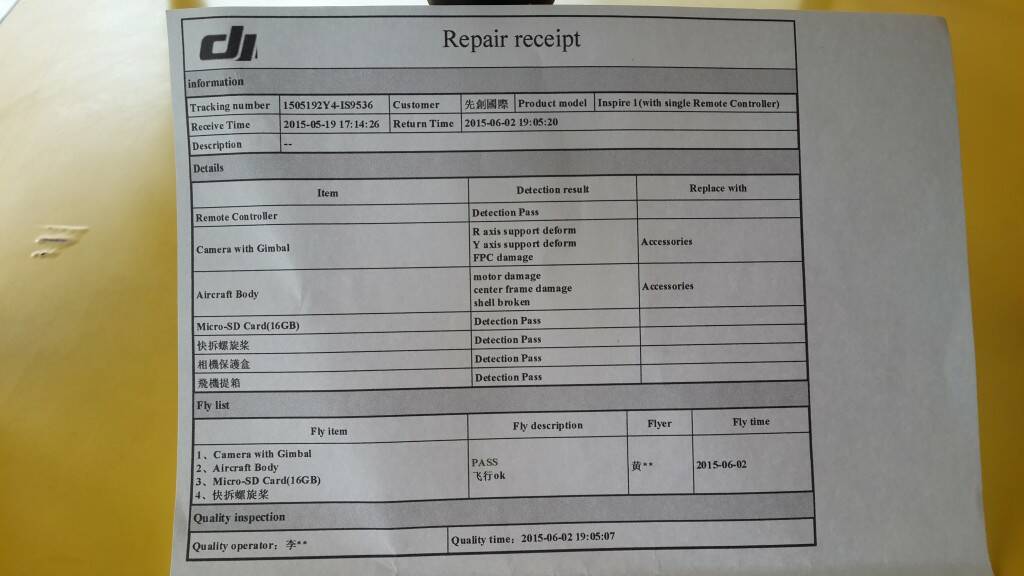 dji
Repair receipt
information
Tracking number 1505192Y4-IS9536 Customer 先創國際 Product model Inspire 1(with single Remote Controller)
Receive Time 2015-05-19 17:14:26 Return Time 2015-06-02 19:05:20
Description --
Details
Item Detection result Replace with
Remote Controller Detection Pass
Camera with Gimbal R axis support deform
Y axis support deform Accessories
FPC damage
Aircraft Body motor damage
center frame damage Accessories
shell broken
Micro-SD Card(16GB) Detection Pass
快拆螺旋桨 Detection Pass
相機保護盒 Detection Pass
飛機提箱 Detection Pass
Fly list
Fly item Fly description Flyer Fly time
1、Camera with Gimbal
2、Aircraft Body PASS 黄** 2015-06-02
3、Micro-SD Card(16GB) 飞行ok
4、快拆螺旋桨
Quality inspection
Quality operator: 李** Quality time: 2015-06-02 19:05:07